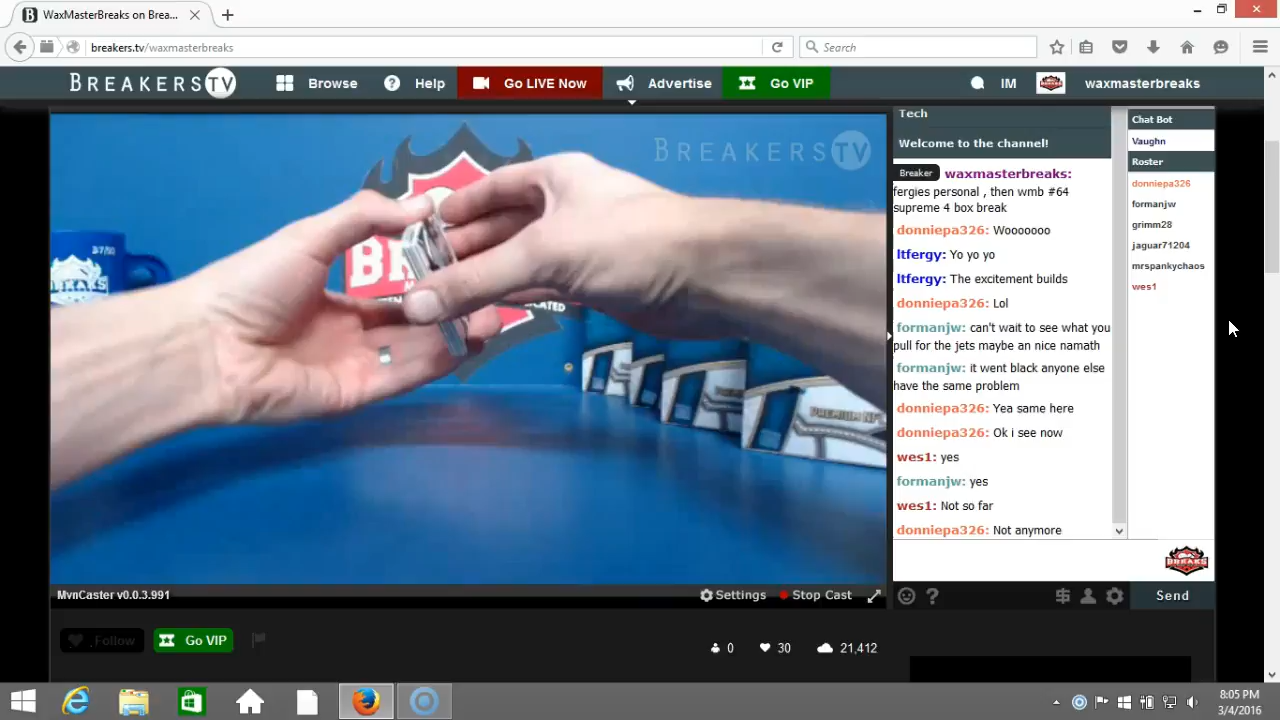 WaxMasterBreaks on Brea...
breakers.tv/waxmasterbreaks
Search
BREAKERSTV
Browse
Help
Go LIVE Now
Advertise
Go VIP
IM
waxmasterbreaks
BREAKERSTV
BREAKS
Tech
Welcome to the channel!
Breaker waxmasterbreaks:
fergies personal , then wmb #64
supreme 4 box break
donniepa326: Wooooooo
ltfergy: Yo yo yo
ltfergy: The excitement builds
donniepa326: Lol
formanjw: can't wait to see what you
pull for the jets maybe an nice namath
formanjw: it went black anyone else
have the same problem
donniepa326: Yea same here
donniepa326: Ok i see now
wes1: yes
formanjw: yes
wes1: Not so far
donniepa326: Not anymore
Chat Bot
Vaughn
Roster
donniepa326
formanjw
grimm28
jaguar71204
mrspankychaos
wes1
BREAKS
Send
MvnCaster v0.0.3.991
Settings
Stop Cast
Follow
Go VIP
0
30
21,412
8:05 PM
3/4/2016